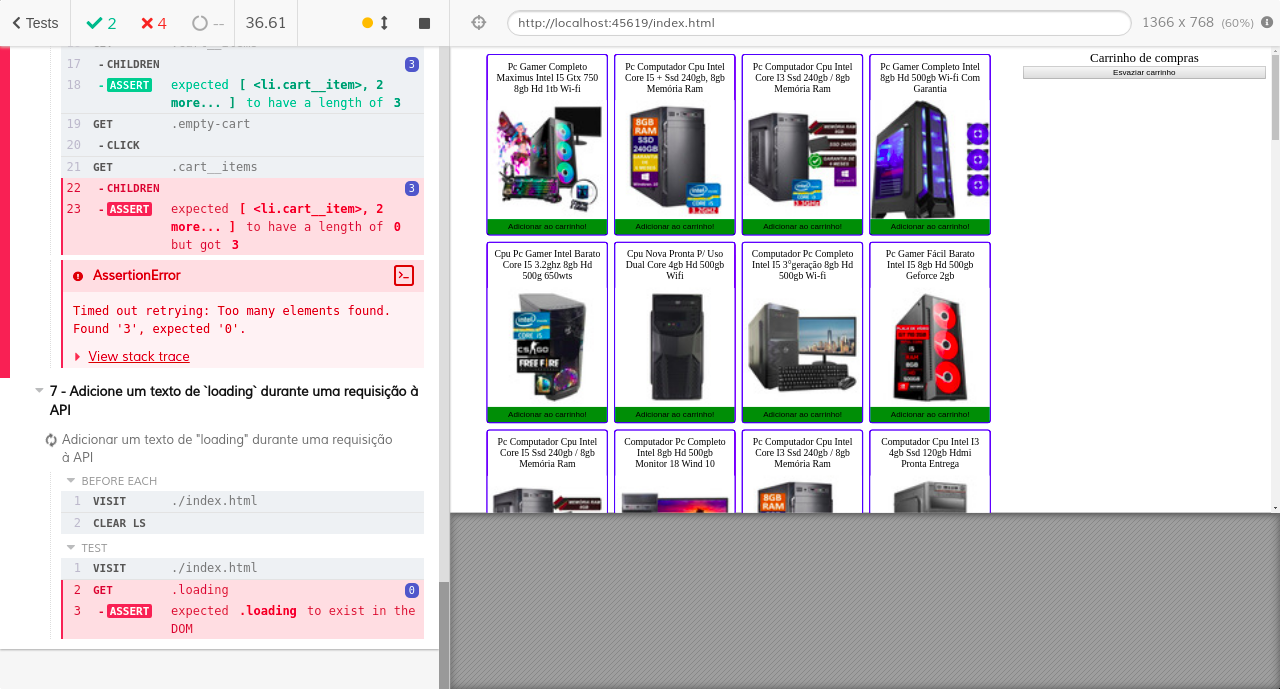 Tests
2
4
--
36.61
http://localhost:45619/index.html
1366 x 768 (60%)
17 - CHILDREN 3
18 - ASSERT expected [ <li.cart__item>, 2
more... ] to have a length of 3
19 GET .empty-cart
20 - CLICK
21 GET .cart__items
22 - CHILDREN 3
23 - ASSERT expected [ <li.cart__item>, 2
more... ] to have a length of 0
but got 3
AssertionError
Timed out retrying: Too many elements found.
Found '3', expected '0'.
View stack trace
7 - Adicione um texto de `loading` durante uma requisição à
API
Adicionar um texto de "loading" durante uma requisição
à API
BEFORE EACH
1 VISIT ./index.html
2 CLEAR LS
TEST
1 VISIT ./index.html
2 GET .loading 0
3 - ASSERT expected .loading to exist in the
DOM
Pc Gamer Completo
Maximus Intel I5 Gtx 750
8gb Hd 1tb Wi-fi
Adicionar ao carrinho!
Pc Computador Cpu Intel
Core I5 + Ssd 240gb, 8gb
Memória Ram
8GB
RAM
SSD
240GB
Adicionar ao carrinho!
Pc Computador Cpu Intel
Core I3 Ssd 240gb / 8gb
Memória Ram
Adicionar ao carrinho!
Pc Gamer Completo Intel
8gb Hd 500gb Wi-fi Com
Garantia
Adicionar ao carrinho!
Carrinho de compras
Esvaziar carrinho
Cpu Pc Gamer Intel Barato
Core I5 3.2ghz 8gb Hd
500g 650wts
CS:GO
FREE FIRE
Adicionar ao carrinho!
Cpu Nova Pronta P/ Uso
Dual Core 4gb Hd 500gb
Wifi
Adicionar ao carrinho!
Computador Pc Completo
Intel I5 3°geração 8gb Hd
500gb Wi-fi
Adicionar ao carrinho!
Pc Gamer Fácil Barato
Intel I5 8gb Hd 500gb
Geforce 2gb
Adicionar ao carrinho!
Pc Computador Cpu Intel
Core I5 Ssd 240gb / 8gb
Memória Ram
Computador Pc Completo
Intel 8gb Hd 500gb
Monitor 18 Wind 10
Pc Computador Cpu Intel
Core I3 Ssd 240gb / 8gb
Memória Ram
8GB
RAM
Computador Cpu Intel I3
4gb Ssd 120gb Hdmi
Pronta Entrega